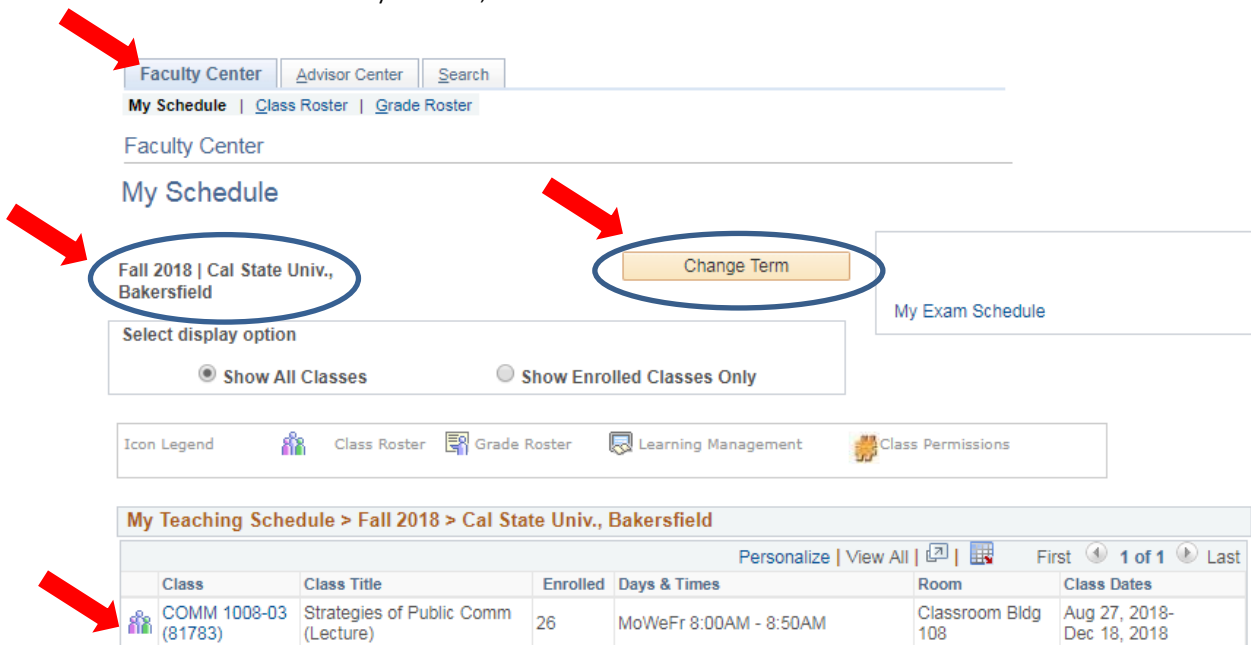 Faculty Center Advisor Center Search
My Schedule | Class Roster | Grade Roster
Faculty Center
My Schedule
Fall 2018 | Cal State Univ.,
Bakersfield
Change Term
My Exam Schedule
Select display option
Show All Classes Show Enrolled Classes Only
Icon Legend Class Roster Grade Roster Learning Management Class Permissions
My Teaching Schedule > Fall 2018 > Cal State Univ., Bakersfield
Personalize | View All | | First 1 of 1 Last
Class Class Title Enrolled Days & Times Room Class Dates
COMM 1008-03 Strategies of Public Comm 26 MoWeFr 8:00AM - 8:50AM Classroom Bldg Aug 27, 2018-
(81783) (Lecture) 108 Dec 18, 2018